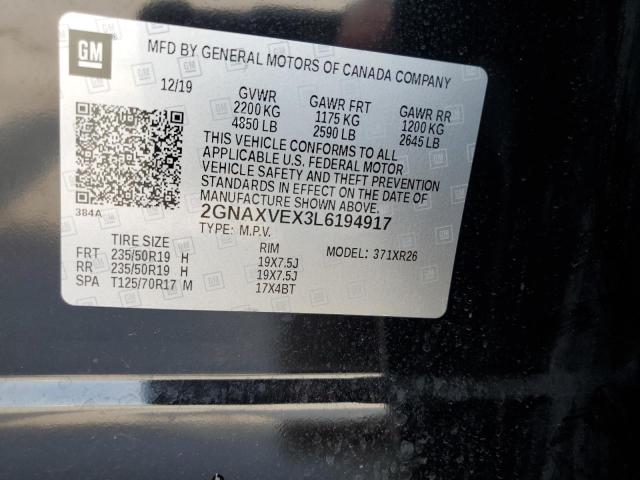 GM
MFD BY GENERAL MOTORS OF CANADA COMPANY
12/19 GVWR GAWR FRT GAWR RR
2200 KG 1175 KG 1200 KG
4850 LB 2590 LB 2645 LB
THIS VEHICLE CONFORMS TO ALL
APPLICABLE U.S. FEDERAL MOTOR
VEHICLE SAFETY AND THEFT
PREVENTION STANDARDS
IN EFFECT ON THE DATE OF
MANUFACTURE SHOWN ABOVE.
384A
2GNAXVEX3L6194917
TYPE: M.P.V.
TIRE SIZE RIM MODEL: 371XR26
FRT 235/50R19 H 19X7.5J
RR 235/50R19 H 19X7.5J
SPA T125/70R17 M 17X4BT